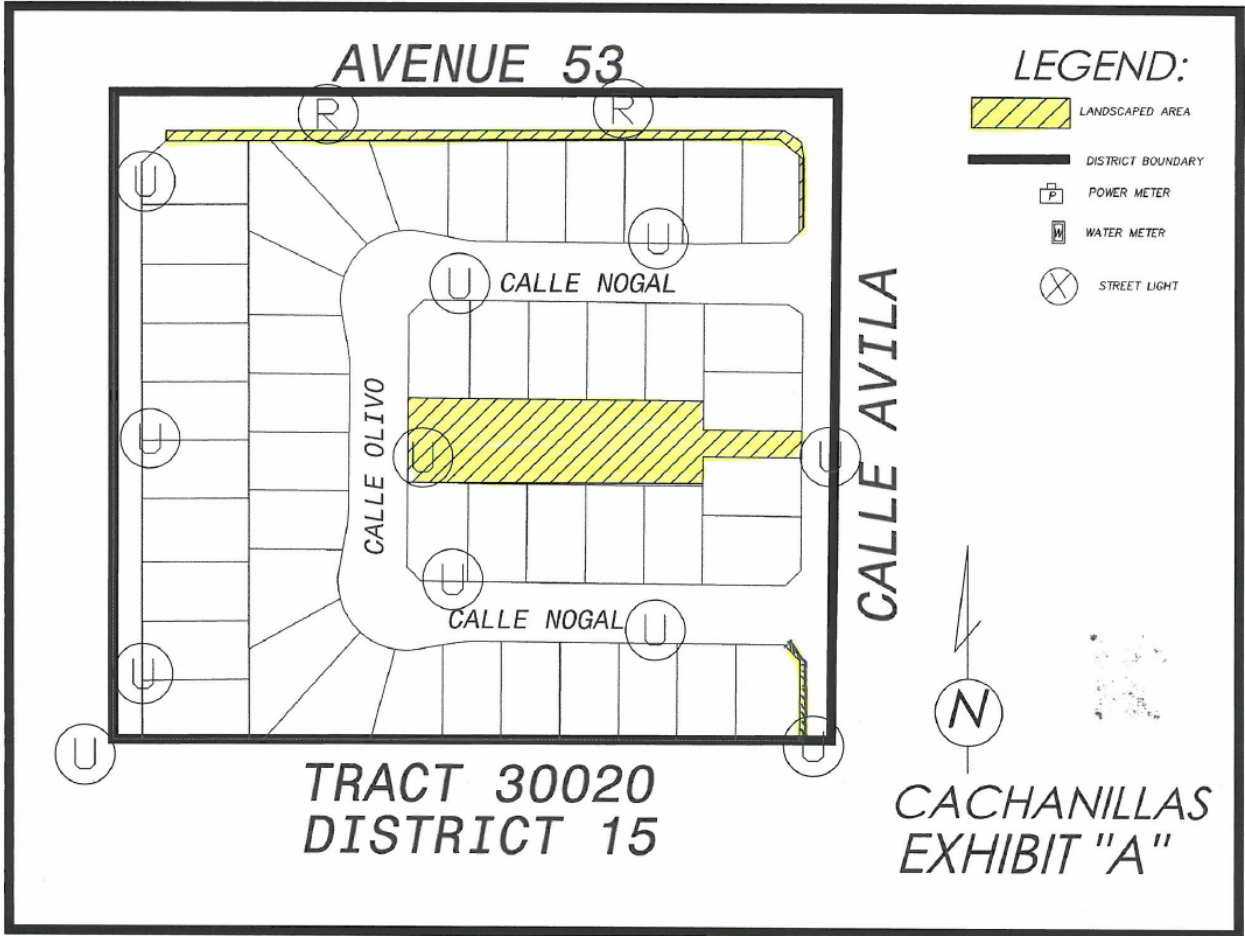 AVENUE 53
LEGEND:
LANDSCAPED AREA
DISTRICT BOUNDARY
P
POWER METER
W
WATER METER
X
STREET LIGHT
R
R
U
U
U
CALLE NOGAL
CALLE OLIVO
CALLE AVILA
U
U
U
U
CALLE NOGAL
U
U
U
U
N
TRACT 30020
DISTRICT 15
CACHANILLAS
EXHIBIT "A"